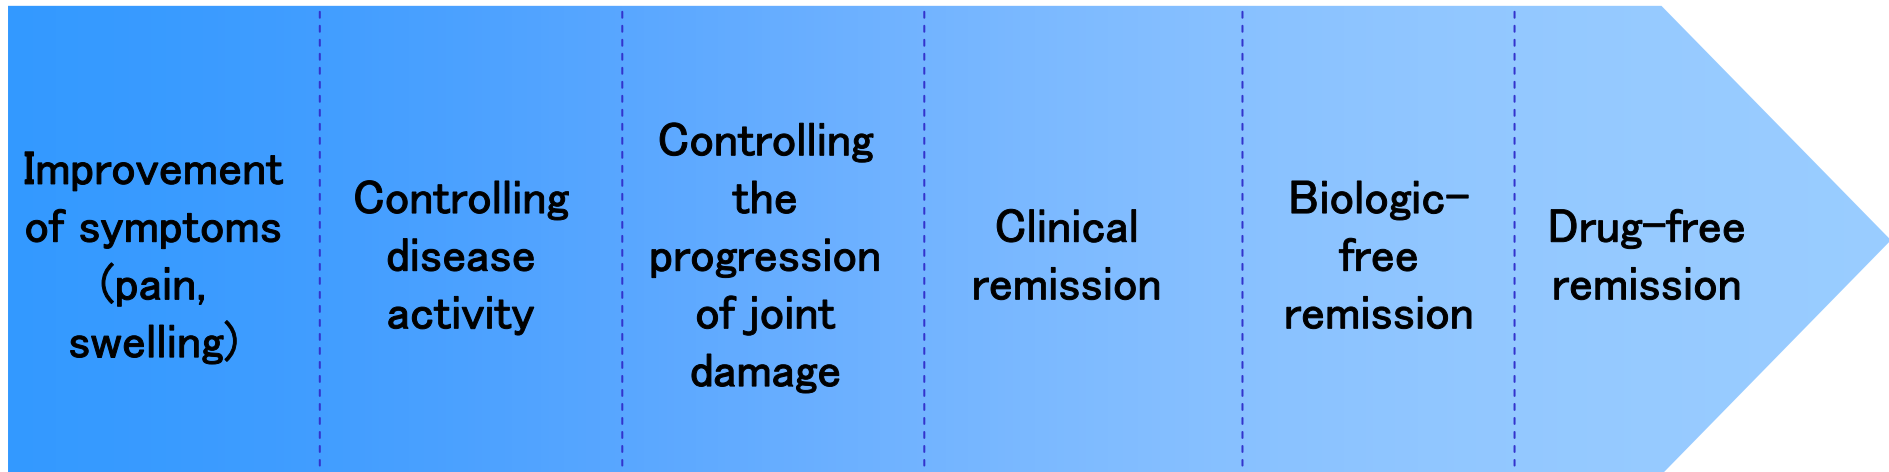 Improvement
of symptoms
(pain,
swelling)
Controlling
disease
activity
Controlling
the
progression
of joint
damage
Clinical
remission
Biologic-
free
remission
Drug-free
remission